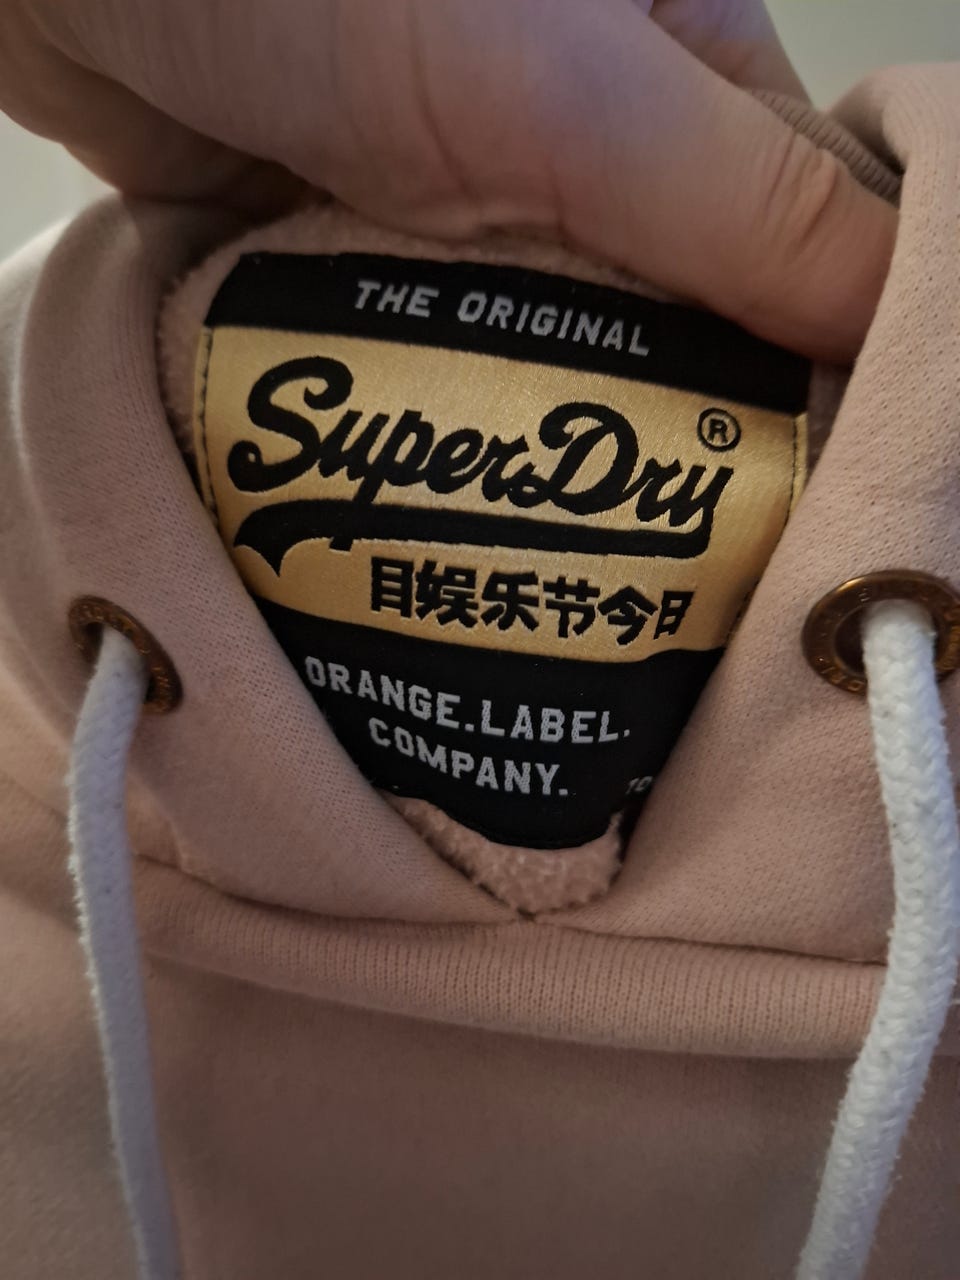 THE ORIGINAL
SuperDry®
目娱乐节今日
ORANGE.LABEL.
COMPANY.